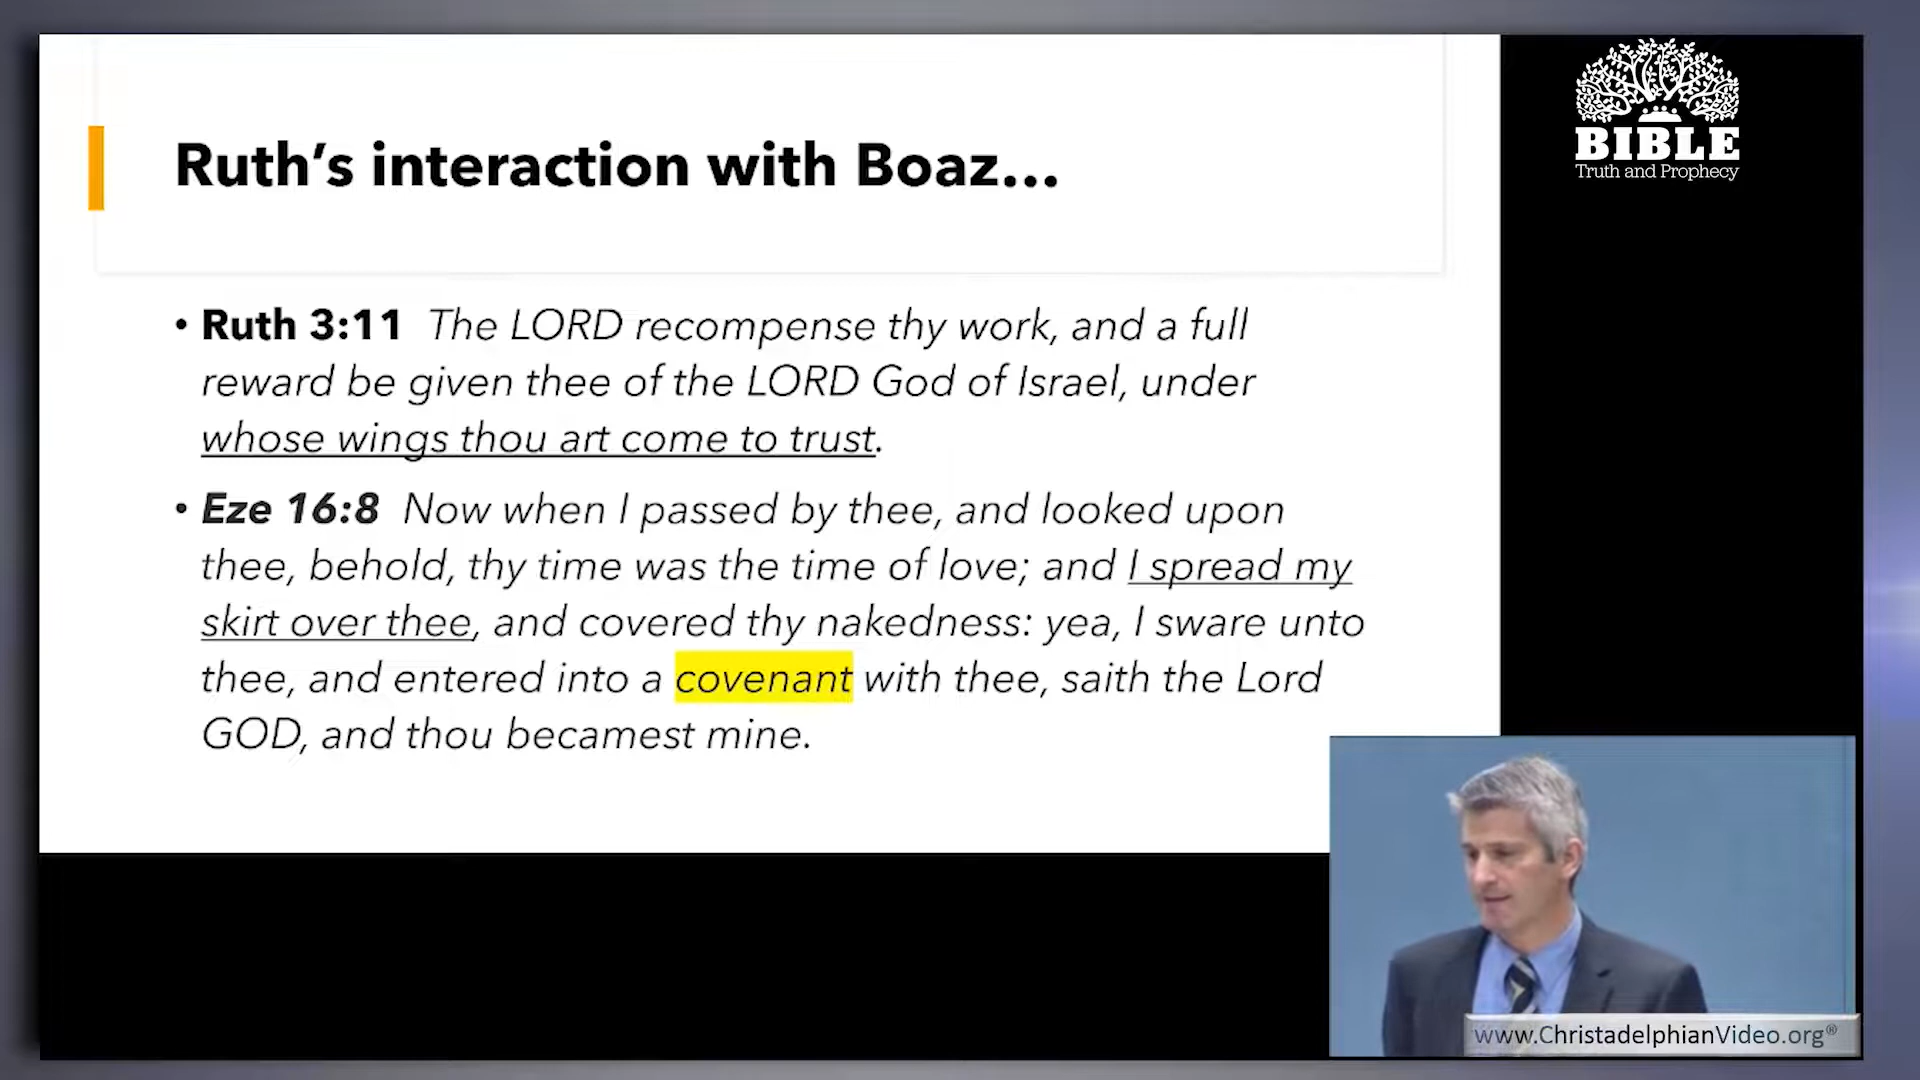 Ruth’s interaction with Boaz...
• Ruth 3:11 The LORD recompense thy work, and a full
reward be given thee of the LORD God of Israel, under
whose wings thou art come to trust.
• Eze 16:8 Now when I passed by thee, and looked upon
thee, behold, thy time was the time of love; and I spread my
skirt over thee, and covered thy nakedness: yea, I sware unto
thee, and entered into a covenant with thee, saith the Lord
GOD, and thou becamest mine.
BIBLE
Truth and Prophecy
www.ChristadelphianVideo.org®